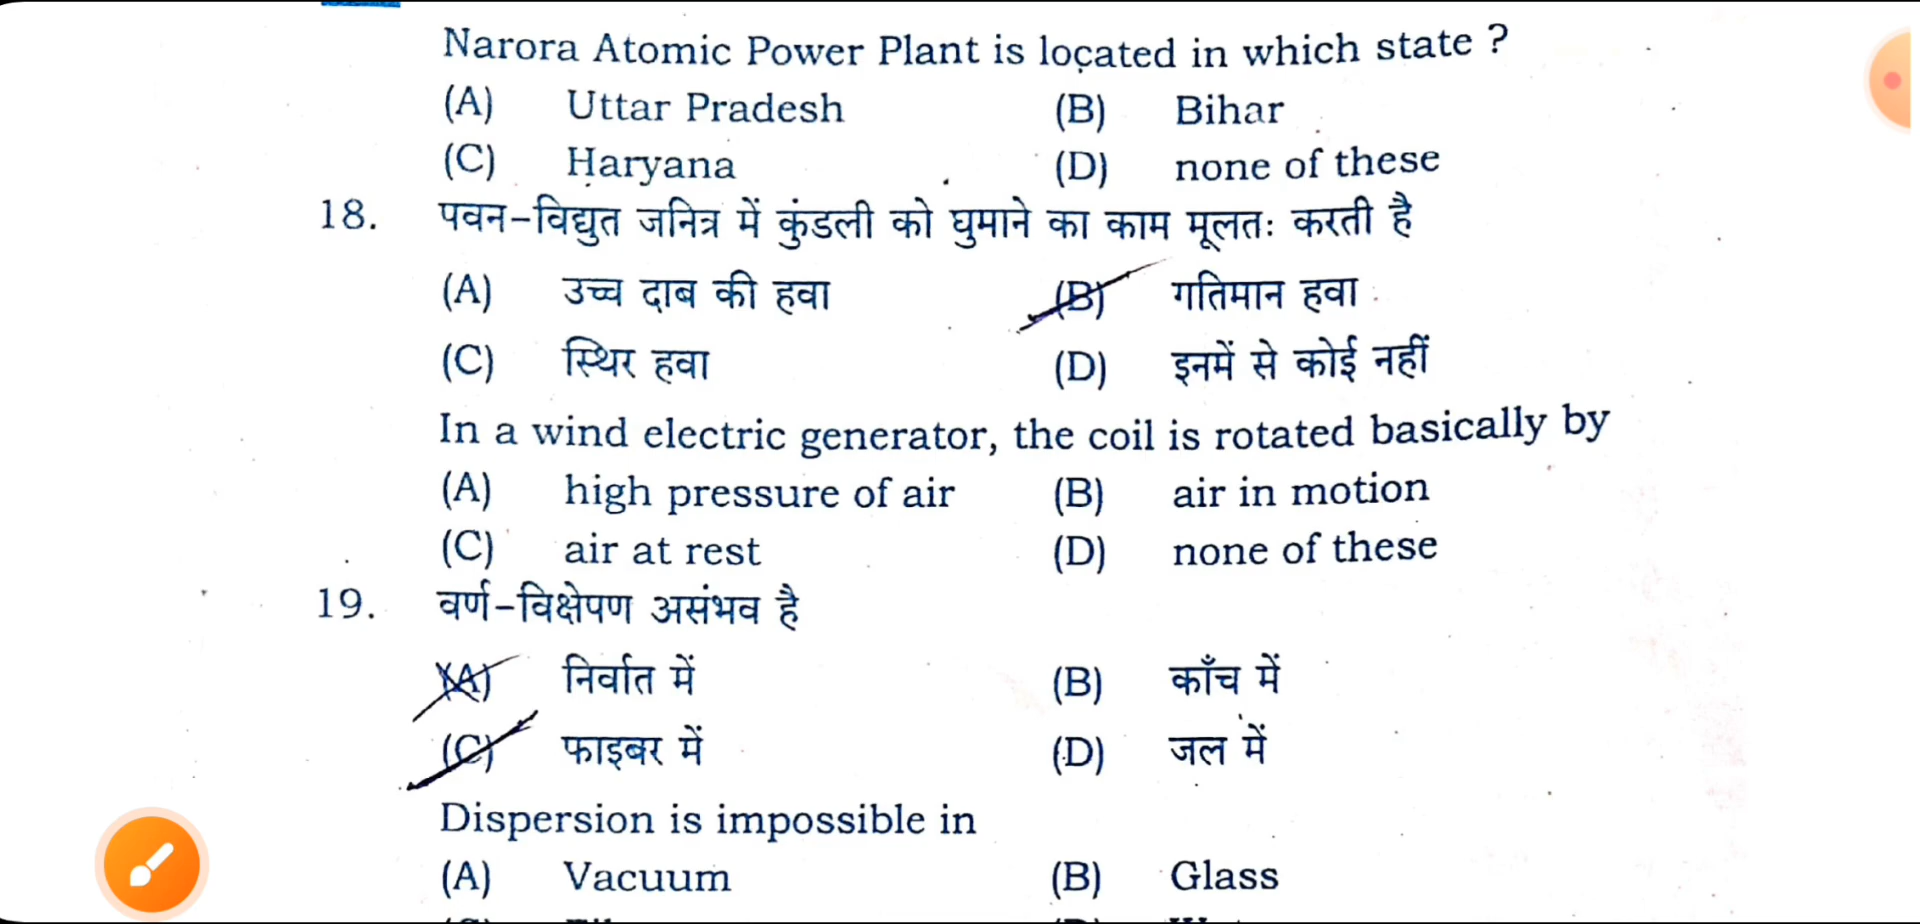 Narora Atomic Power Plant is located in which state ?
(A) Uttar Pradesh (B) Bihar
(C) Haryana (D) none of these
18. पवन-विद्युत जनित्र में कुंडली को घुमाने का काम मूलतः करती है
(A) उच्च दाब की हवा (B) गतिमान हवा
(C) स्थिर हवा (D) इनमें से कोई नहीं
In a wind electric generator, the coil is rotated basically by
(A) high pressure of air (B) air in motion
(C) air at rest (D) none of these
19. वर्ण-विक्षेपण असंभव है
(A) निर्वात में (B) काँच में
(C) फाइबर में (D) जल में
Dispersion is impossible in
(A) Vacuum (B) Glass